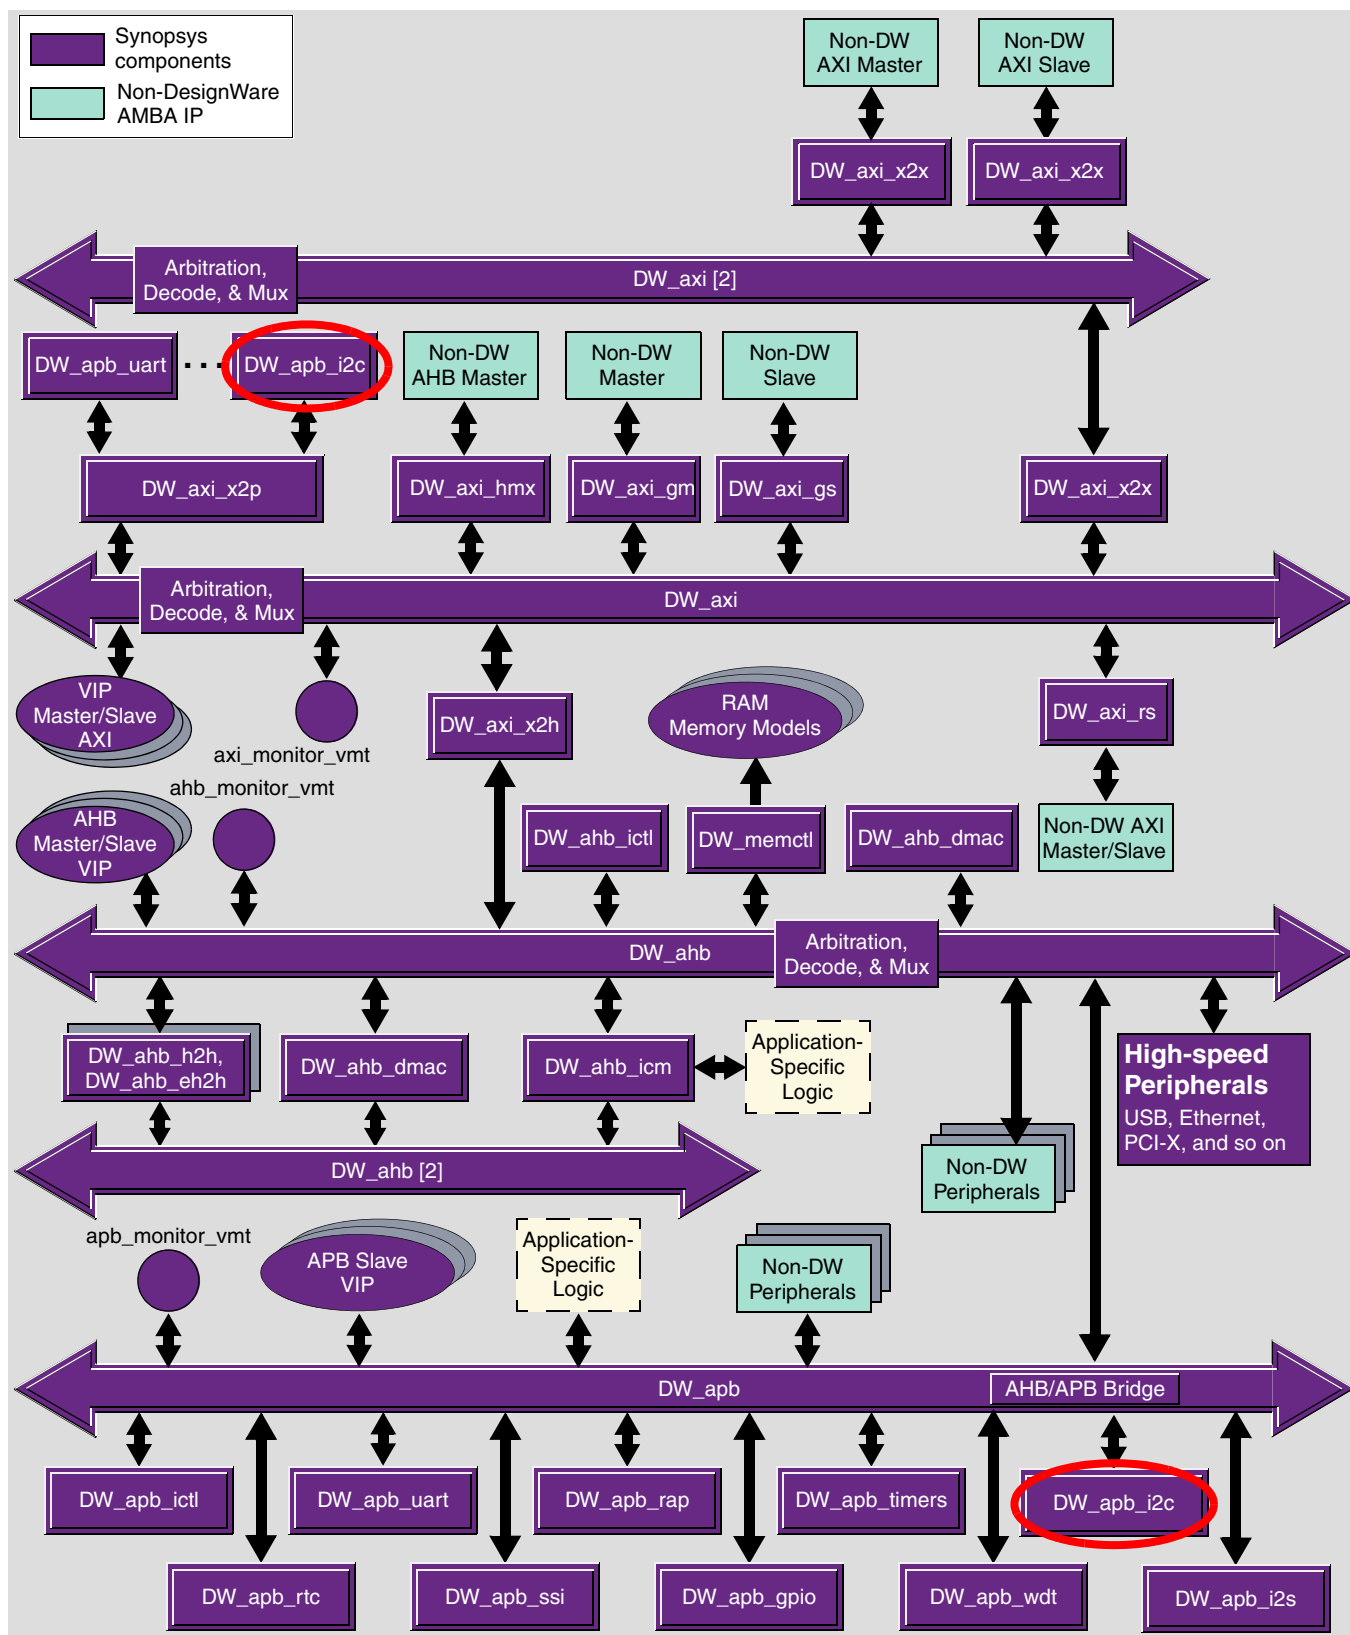 Synopsys
components
Non-DesignWare
AMBA IP
Non-DW
AXI Master
Non-DW
AXI Slave
DW_axi_x2x
DW_axi_x2x
Arbitration,
Decode, & Mux
DW_axi [2]
DW_apb_uart
...
DW_apb_i2c
Non-DW
AHB Master
Non-DW
Master
Non-DW
Slave
DW_axi_x2p
DW_axi_hmx
DW_axi_gm
DW_axi_gs
DW_axi_x2x
Arbitration,
Decode, & Mux
DW_axi
VIP
Master/Slave
AXI
axi_monitor_vmt
DW_axi_x2h
RAM
Memory Models
DW_axi_rs
ahb_monitor_vmt
AHB
Master/Slave
VIP
DW_ahb_ictl
DW_memctl
DW_ahb_dmac
Non-DW AXI
Master/Slave
DW_ahb
Arbitration,
Decode, & Mux
DW_ahb_h2h,
DW_ahb_eh2h
DW_ahb_dmac
DW_ahb_icm
Application-
Specific
Logic
High-speed
Peripherals
USB, Ethernet,
PCI-X, and so on
DW_ahb [2]
Non-DW
Peripherals
apb_monitor_vmt
APB Slave
VIP
Application-
Specific
Logic
Non-DW
Peripherals
DW_apb
AHB/APB Bridge
DW_apb_ictl
DW_apb_uart
DW_apb_rap
DW_apb_timers
DW_apb_i2c
DW_apb_rtc
DW_apb_ssi
DW_apb_gpio
DW_apb_wdt
DW_apb_i2s